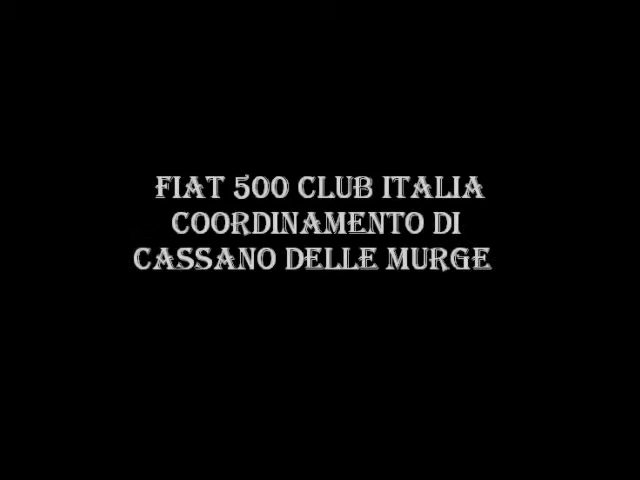 FIAT 500 CLUB ITALIA
COORDINAMENTO DI
CASSANO DELLE MURGE